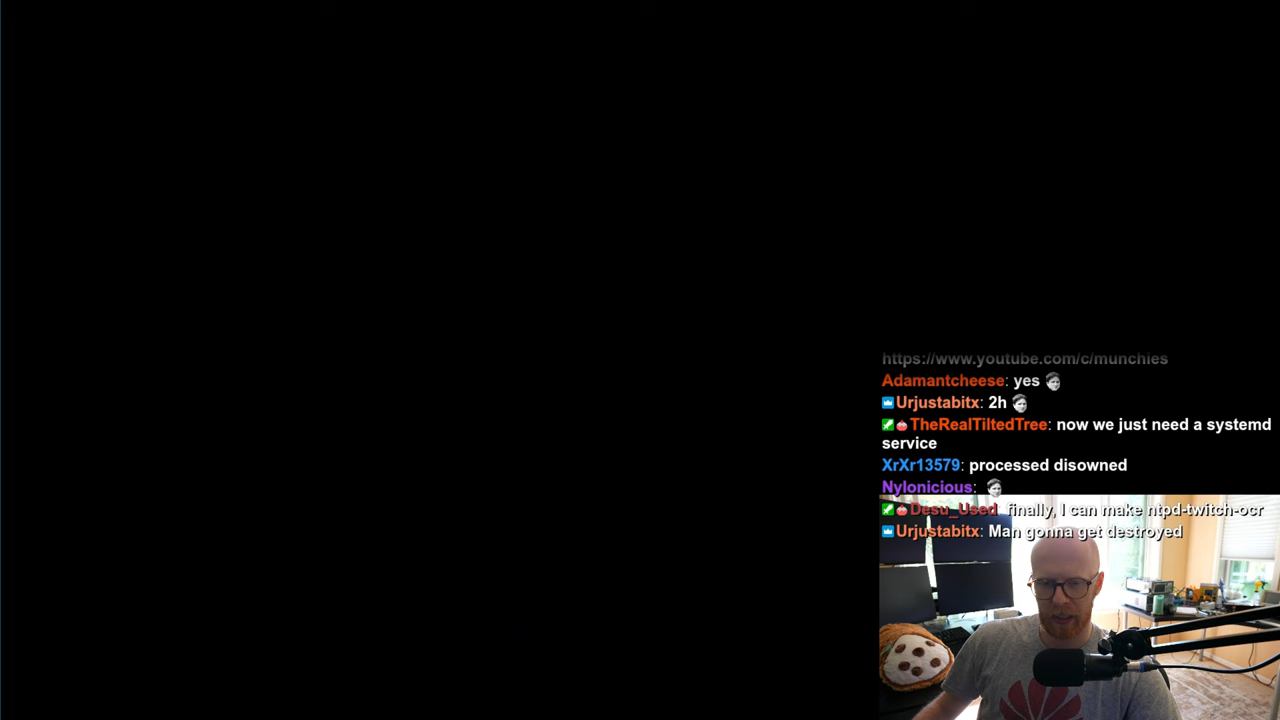 https://www.youtube.com/c/munchies
Adamantcheese: yes
Urjustabitx: 2h
TheRealTiltedTree: now we just need a systemd
service
XrXr13579: processed disowned
Nylonicious:
Desu_Used finally, I can make ntpd-twitch-ocr
Urjustabitx: Man gonna get destroyed